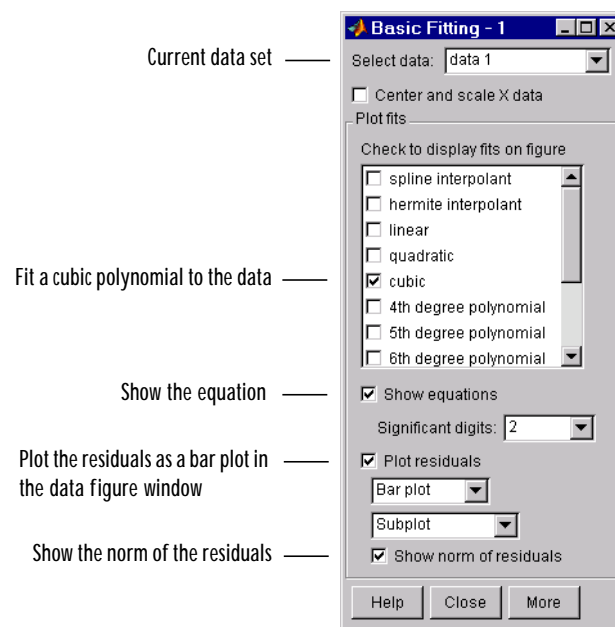 Basic Fitting - 1
Current data set
Select data: data 1
Center and scale X data
Plot fits
Check to display fits on figure
spline interpolant
hermite interpolant
linear
quadratic
Fit a cubic polynomial to the data
cubic
4th degree polynomial
5th degree polynomial
6th degree polynomial
Show the equation
Show equations
Significant digits: 2
Plot the residuals as a bar plot in
the data figure window
Plot residuals
Bar plot
Subplot
Show the norm of the residuals
Show norm of residuals
Help Close More